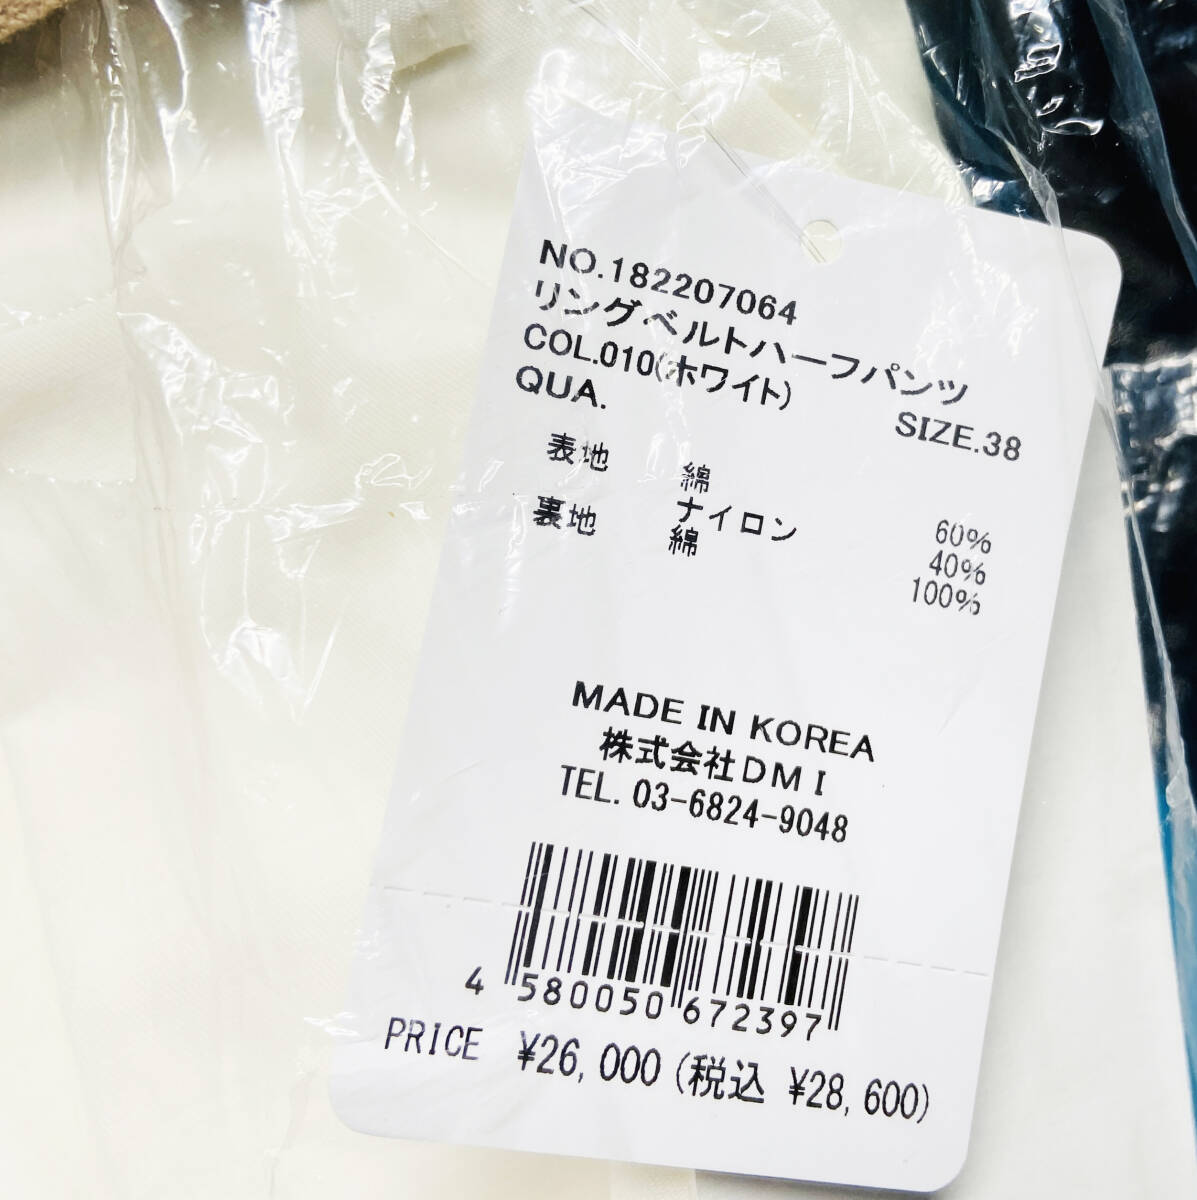 NO.182207064
リングベルトハーフパンツ
COL.010(ホワイト) SIZE.38
QUA.
表地 綿 60%
ナイロン 40%
裏地 綿 100%
MADE IN KOREA
株式会社DMI
TEL. 03-6824-9048
4 580050 672397
PRICE ¥26,000 (税込 ¥28,600)